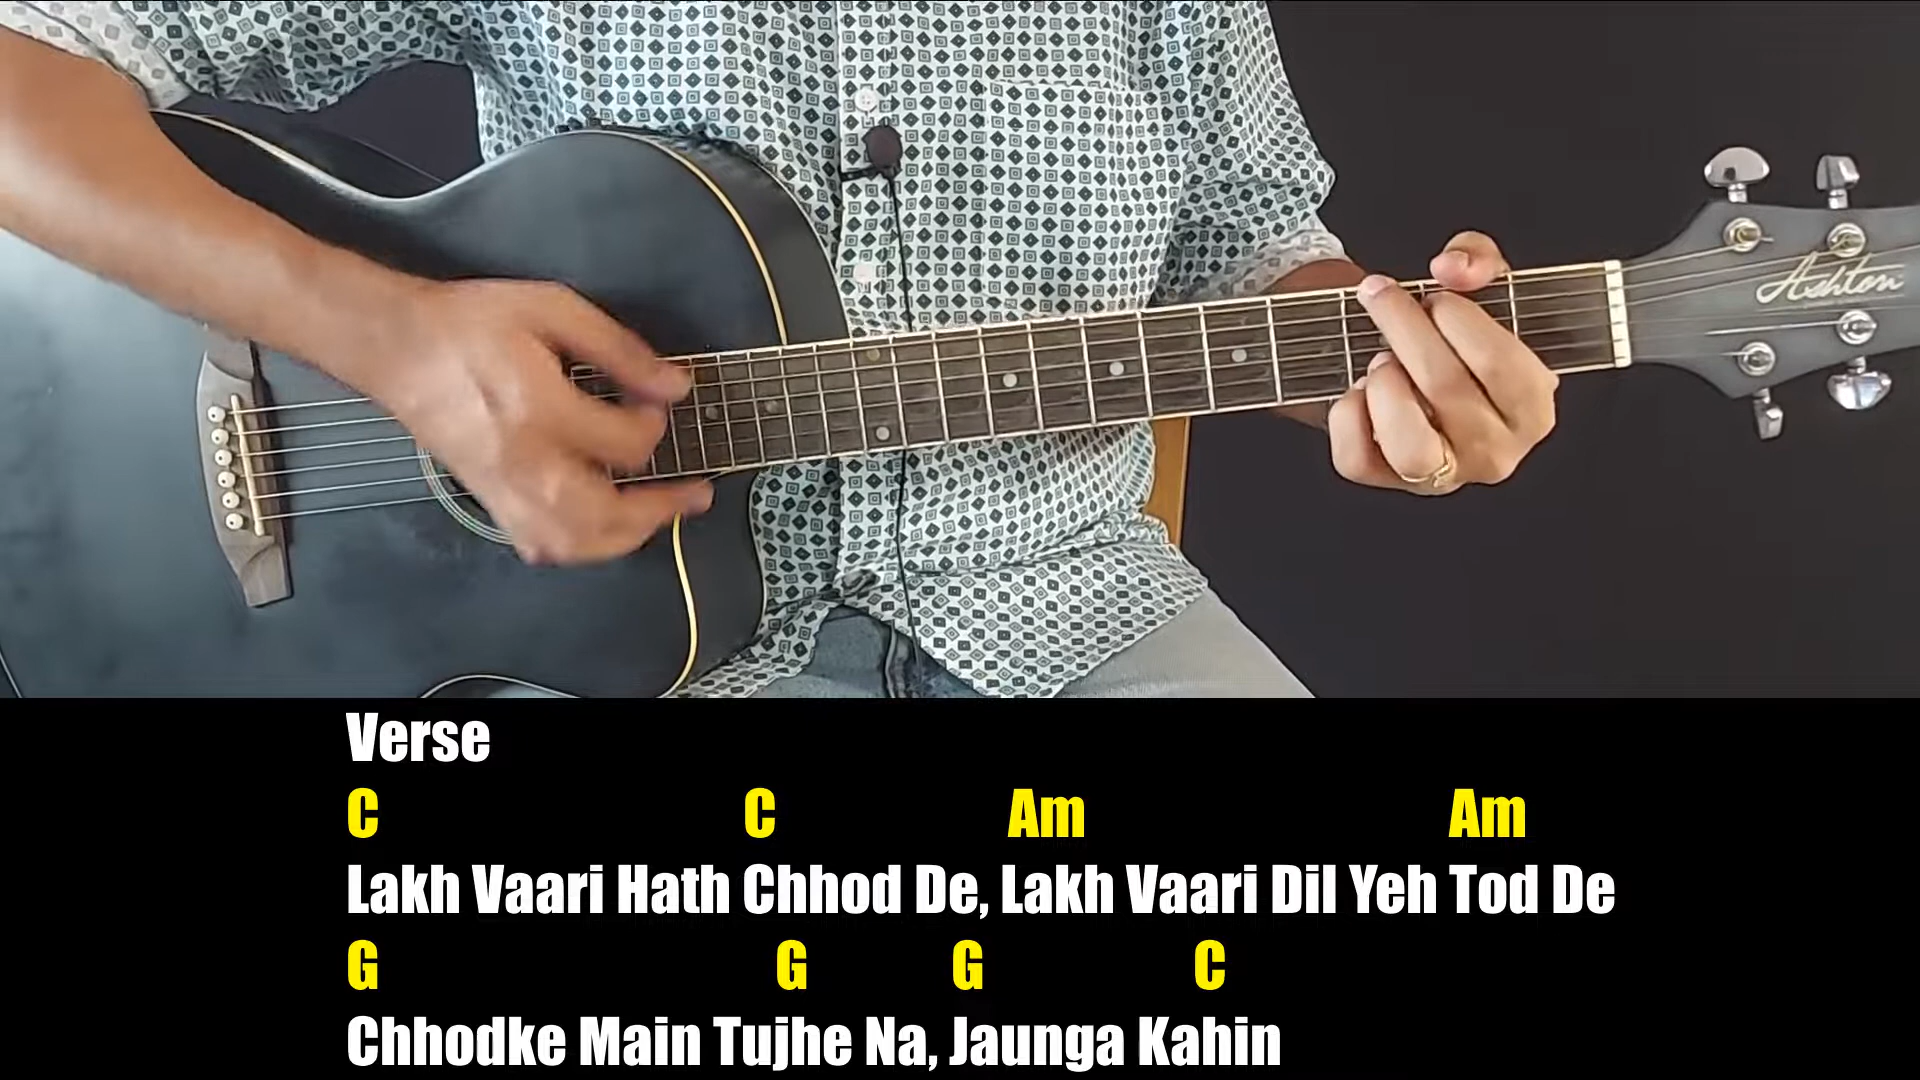 Ashton
Verse
C C Am Am
Lakh Vaari Hath Chhod De, Lakh Vaari Dil Yeh Tod De
G G G C
Chhodke Main Tujhe Na, Jaunga Kahin